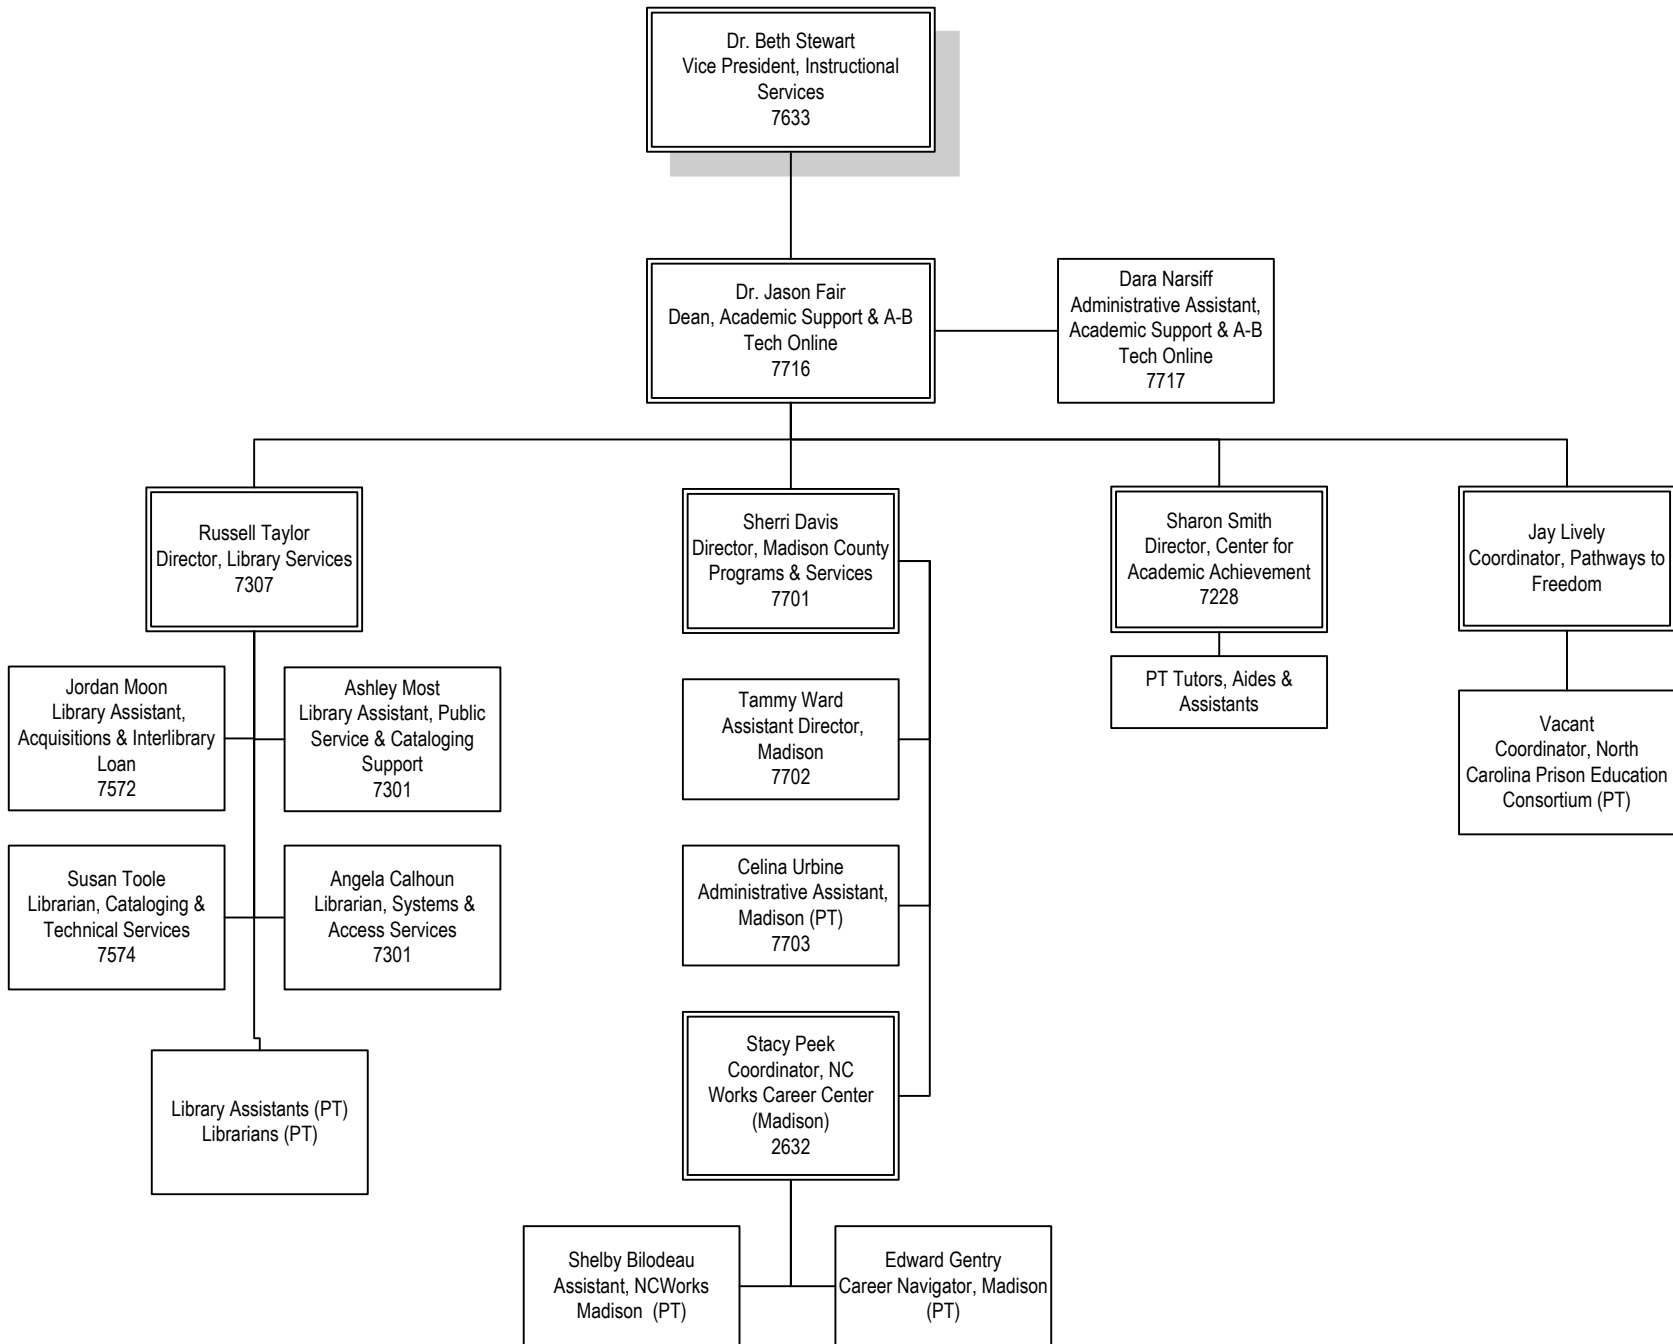 Dr. Beth Stewart
Vice President, Instructional
Services
7633
Dr. Jason Fair
Dean, Academic Support & A-B
Tech Online
7716
Dara Narsiff
Administrative Assistant,
Academic Support & A-B
Tech Online
7717
Russell Taylor
Director, Library Services
7307
Sherri Davis
Director, Madison County
Programs & Services
7701
Sharon Smith
Director, Center for
Academic Achievement
7228
Jay Lively
Coordinator, Pathways to
Freedom
Jordan Moon
Library Assistant,
Acquisitions & Interlibrary
Loan
7572
Ashley Most
Library Assistant, Public
Service & Cataloging
Support
7301
Tammy Ward
Assistant Director,
Madison
7702
PT Tutors, Aides &
Assistants
Vacant
Coordinator, North
Carolina Prison Education
Consortium (PT)
Susan Toole
Librarian, Cataloging &
Technical Services
7574
Angela Calhoun
Librarian, Systems &
Access Services
7301
Celina Urbine
Administrative Assistant,
Madison (PT)
7703
Library Assistants (PT)
Librarians (PT)
Stacy Peek
Coordinator, NC
Works Career Center
(Madison)
2632
Shelby Bilodeau
Assistant, NCWorks
Madison  (PT)
Edward Gentry
Career Navigator, Madison
(PT)